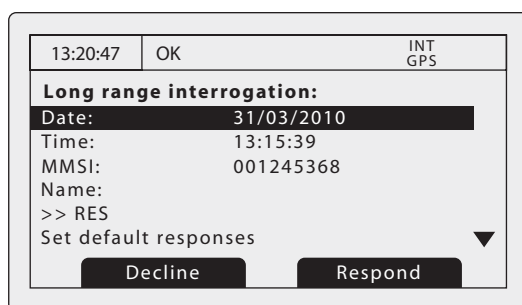 13:20:47 OK INT GPS
Long range interrogation:
Date: 31/03/2010
Time: 13:15:39
MMSI: 001245368
Name:
>> RES
Set default responses
Decline Respond